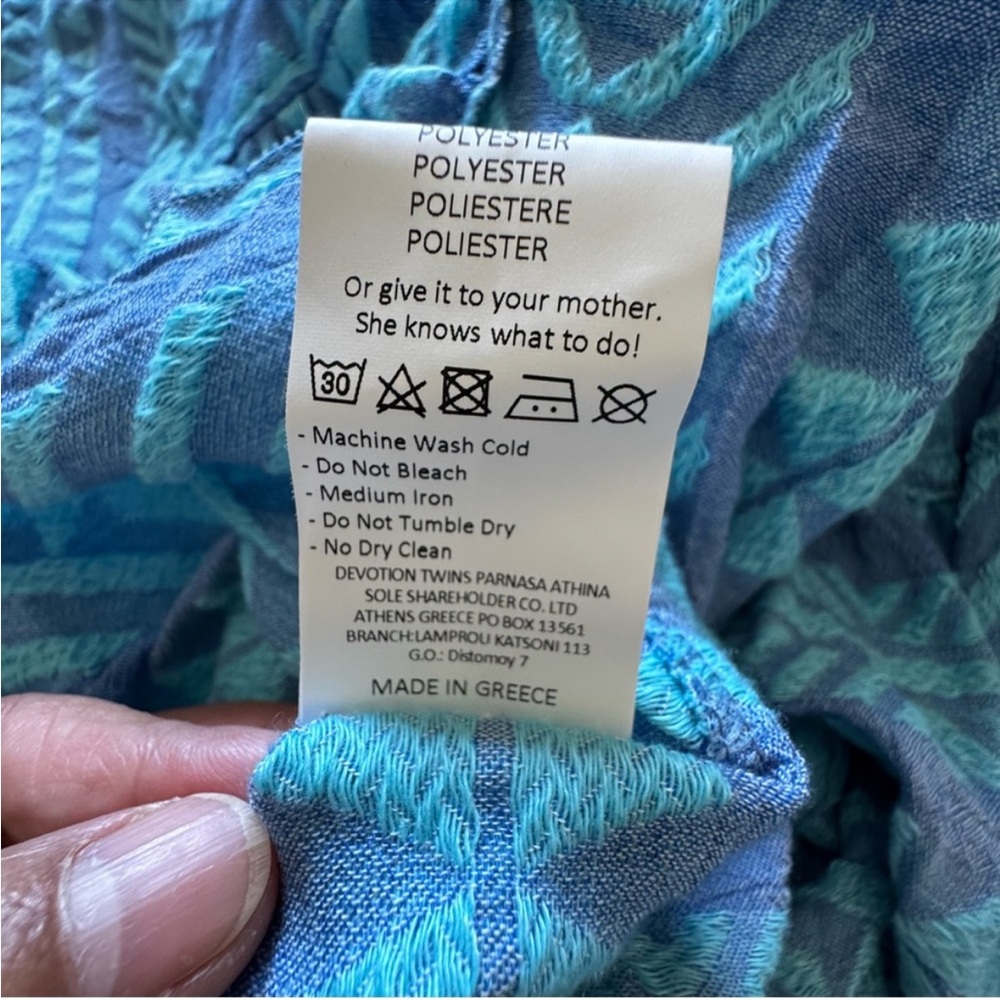 POLYESTER
POLYESTER
POLIESTERE
POLIESTER
Or give it to your mother.
She knows what to do!
30
- Machine Wash Cold
- Do Not Bleach
- Medium Iron
- Do Not Tumble Dry
- No Dry Clean
DEVOTION TWINS PARNASA ATHINA
SOLE SHAREHOLDER CO. LTD
ATHENS GREECE PO BOX 13561
BRANCH:LAMPROU KATSONI 113
G.O.: Distomoy 7
MADE IN GREECE